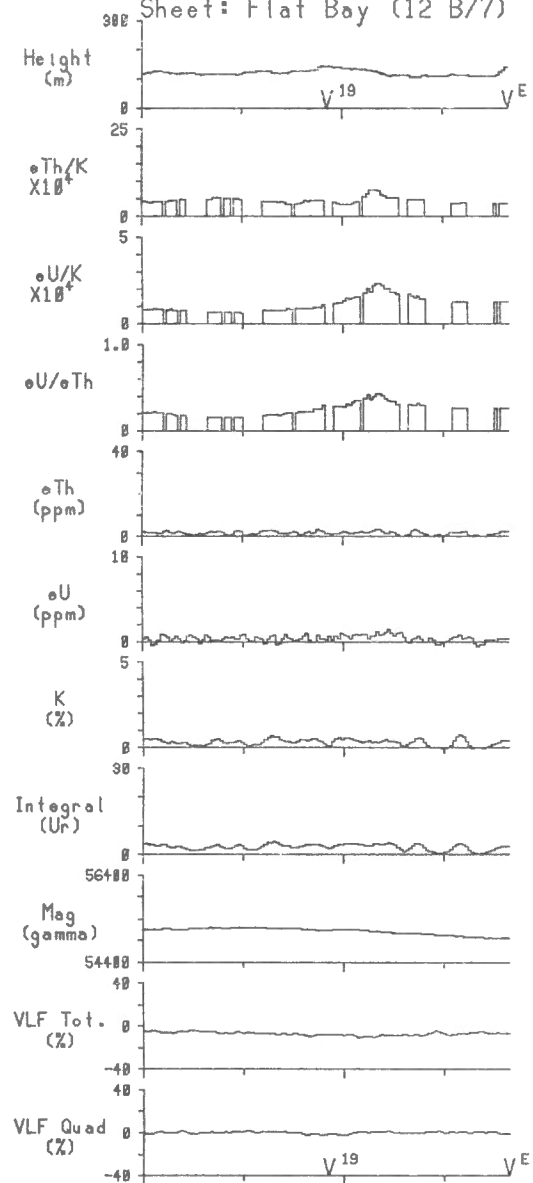 Sheet: Flat Bay (12 B/7)
300
Height
(m)
0
V19
VE
25
eTh/K
X10⁴
0
5
eU/K
X10⁴
0
1.0
eU/eTh
0
40
eTh
(ppm)
0
10
eU
(ppm)
0
5
K
(%)
0
30
Integral
(Ur)
0
56400
Mag
(gamma)
54400
40
VLF Tot.
0
(%)
-40
40
VLF Quad
0
(%)
-40
V19
VE